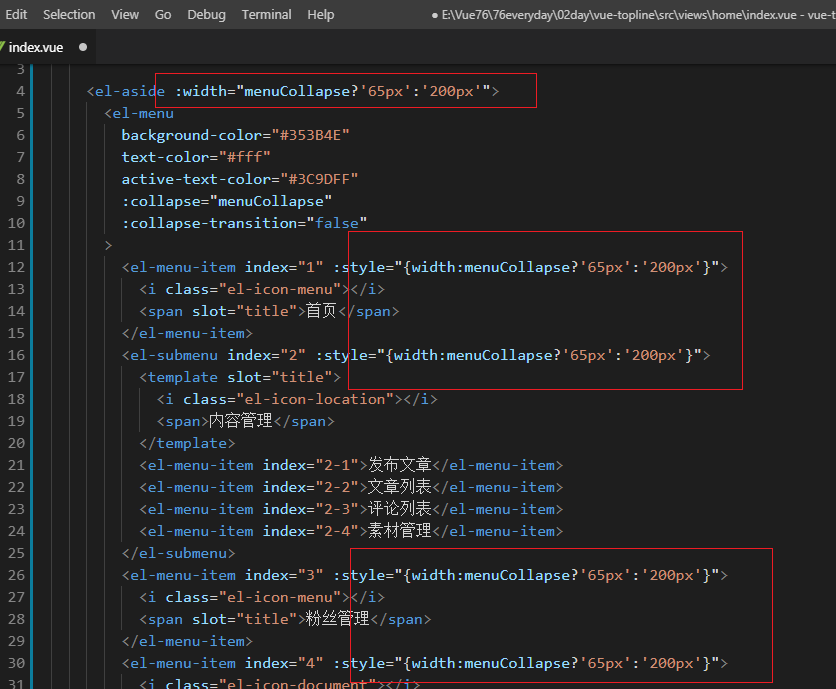 Edit Selection View Go Debug Terminal Help ● E:\Vue76\76everyday\02day\vue-topline\src\views\home\index.vue - vue-t
index.vue ●
3
4 <el-aside :width="menuCollapse?'65px':'200px'">
5 <el-menu
6 background-color="#353B4E"
7 text-color="#fff"
8 active-text-color="#3C9DFF"
9 :collapse="menuCollapse"
10 :collapse-transition="false"
11 >
12 <el-menu-item index="1" :style="{width:menuCollapse?'65px':'200px'}">
13 <i class="el-icon-menu"></i>
14 <span slot="title">首页</span>
15 </el-menu-item>
16 <el-submenu index="2" :style="{width:menuCollapse?'65px':'200px'}">
17 <template slot="title">
18 <i class="el-icon-location"></i>
19 <span>内容管理</span>
20 </template>
21 <el-menu-item index="2-1">发布文章</el-menu-item>
22 <el-menu-item index="2-2">文章列表</el-menu-item>
23 <el-menu-item index="2-3">评论列表</el-menu-item>
24 <el-menu-item index="2-4">素材管理</el-menu-item>
25 </el-submenu>
26 <el-menu-item index="3" :style="{width:menuCollapse?'65px':'200px'}">
27 <i class="el-icon-menu"></i>
28 <span slot="title">粉丝管理</span>
29 </el-menu-item>
30 <el-menu-item index="4" :style="{width:menuCollapse?'65px':'200px'}">
31 <i class="el-icon-document"></i>